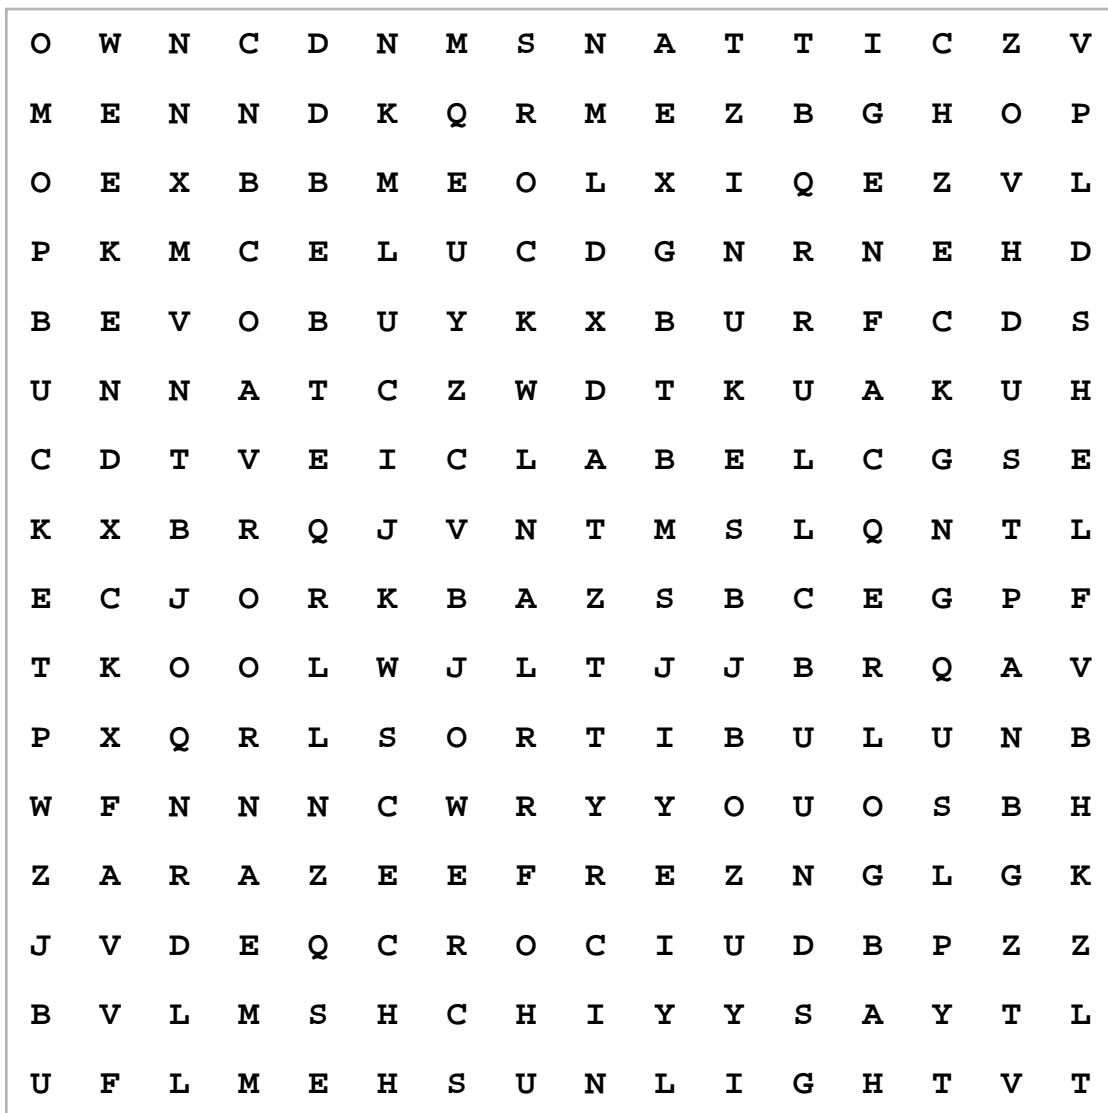 O W N C D N M S N A T T I C Z V
M E N N D K Q R M E Z B G H O P
O E X B B M E O L X I Q E Z V L
P K M C E L U C D G N R N E H D
B E V O B U Y K X B U R F C D S
U N N A T C Z W D T K U A K U H
C D T V E I C L A B E L C G S E
K X B R Q J V N T M S L Q N T L
E C J O R K B A Z S B C E G P F
T K O O L W J L T J J B R Q A V
P X Q R L S O R T I B U L U N B
W F N N N C W R Y Y O U O S B H
Z A R A Z E E F R E Z N G L G K
J V D E Q C R O C I U D B P Z Z
B V L M S H C H I Y Y S A Y T L
U F L M E H S U N L I G H T V T